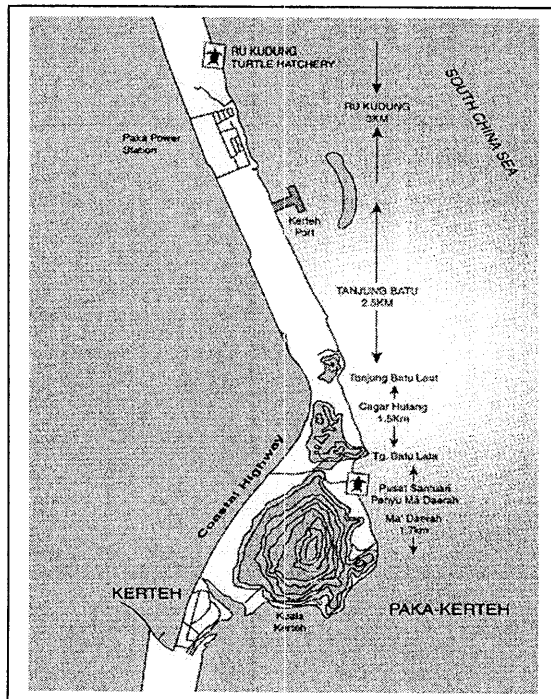 RU KUDUNG
TURTLE HATCHERY
SOUTH CHINA SEA
RU KUDUNG
3KM
Paka Power
Station
Kerteh
Port
TANJUNG BATU
2.5KM
Tanjung Batu Laut
Gagar Hutang
1.5Km
Coastal Highway
Tg. Batu Lata
Pusat Santuari
Penyu Ma Daerah
Ma' Daerah
1.7km
KERTEH
Kuala
Kerteh
PAKA-KERTEH